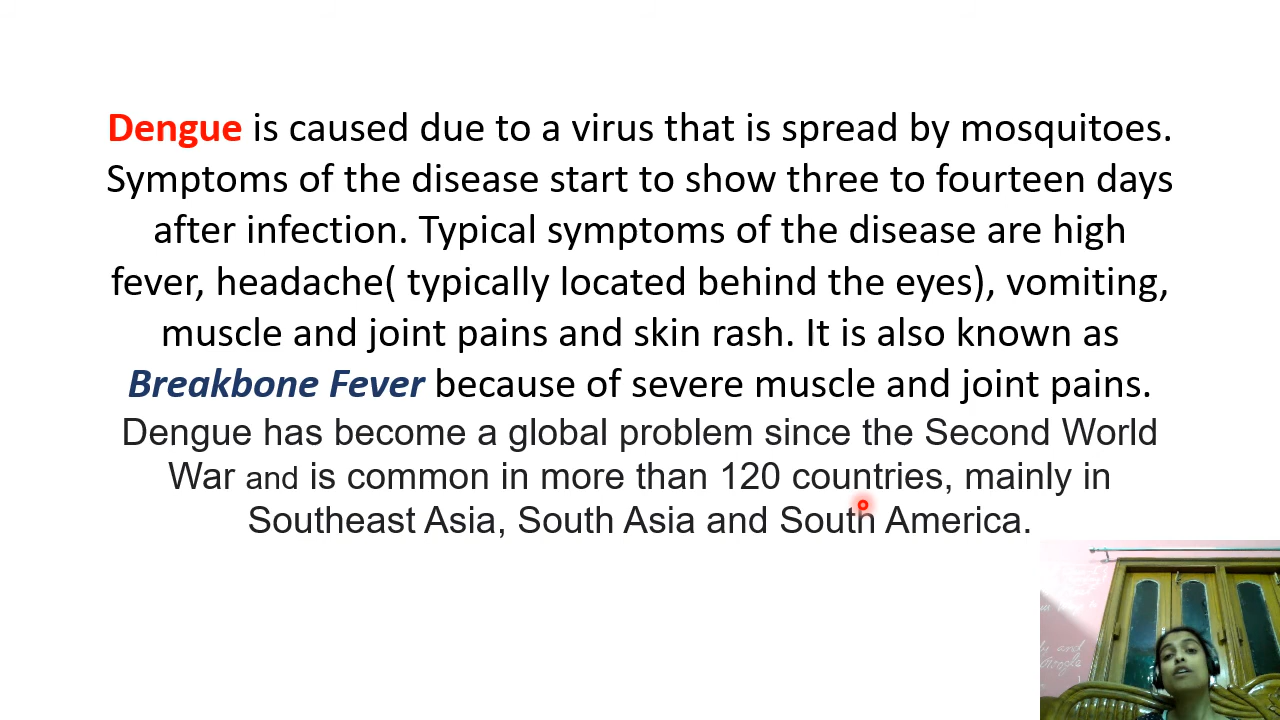 Dengue is caused due to a virus that is spread by mosquitoes.
Symptoms of the disease start to show three to fourteen days
after infection. Typical symptoms of the disease are high
fever, headache( typically located behind the eyes), vomiting,
muscle and joint pains and skin rash. It is also known as
Breakbone Fever because of severe muscle and joint pains.
Dengue has become a global problem since the Second World
War and is common in more than 120 countries, mainly in
Southeast Asia, South Asia and South America.
and